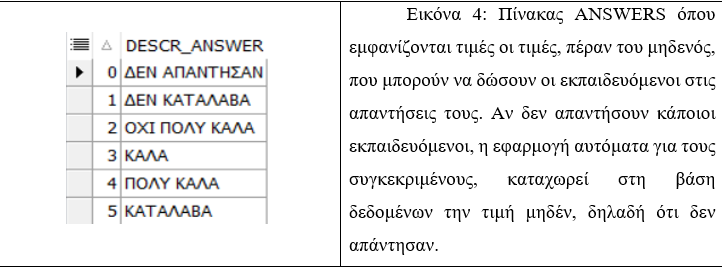 DESCR_ANSWER
0 ΔΕΝ ΑΠΑΝΤΗΣΑΝ
1 ΔΕΝ ΚΑΤΑΛΑΒΑ
2 ΟΧΙ ΠΟΛΥ ΚΑΛΑ
3 ΚΑΛΑ
4 ΠΟΛΥ ΚΑΛΑ
5 ΚΑΤΑΛΑΒΑ
Εικόνα 4: Πίνακας ANSWERS όπου
εμφανίζονται τιμές οι τιμές, πέραν του μηδενός,
που μπορούν να δώσουν οι εκπαιδευόμενοι στις
απαντήσεις τους. Αν δεν απαντήσουν κάποιοι
εκπαιδευόμενοι, η εφαρμογή αυτόματα για τους
συγκεκριμένους, καταχωρεί στη βάση
δεδομένων την τιμή μηδέν, δηλαδή ότι δεν
απάντησαν.